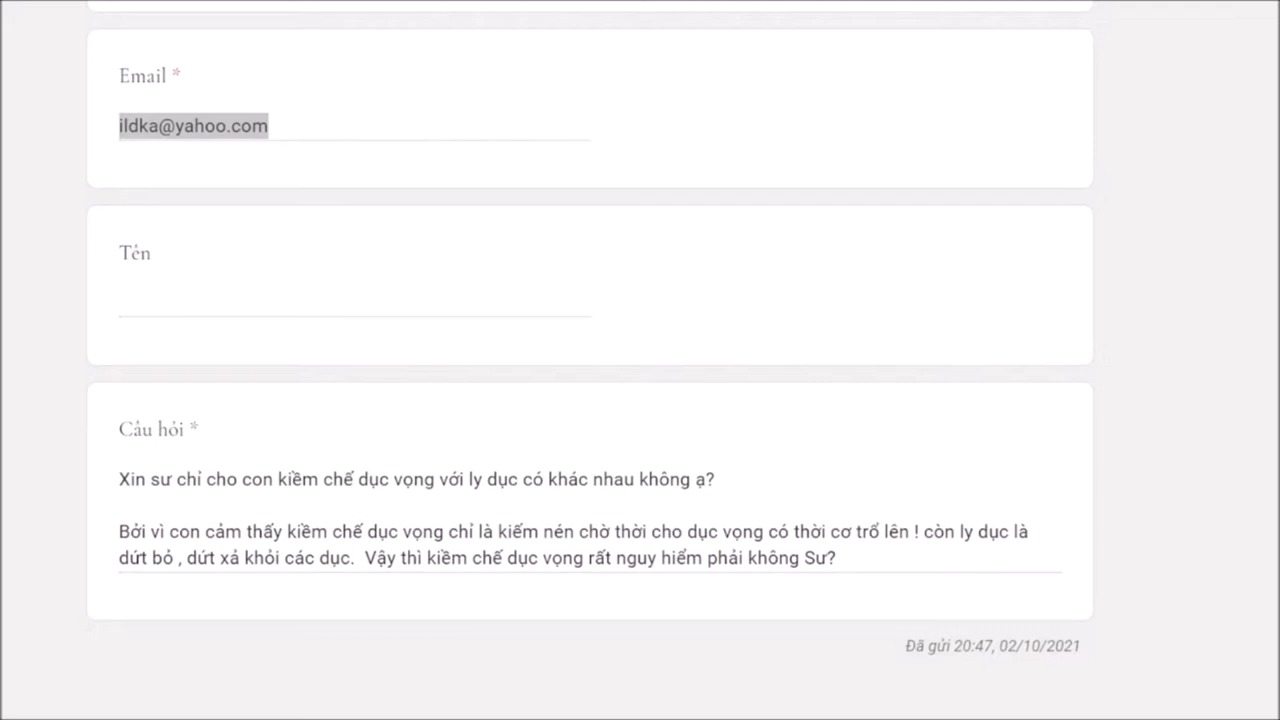 Email *
ildka@yahoo.com
Tên
Câu hỏi *
Xin sư chỉ cho con kiềm chế dục vọng với ly dục có khác nhau không ạ?
Bởi vì con cảm thấy kiềm chế dục vọng chỉ là kiếm nén chờ thời cho dục vọng có thời cơ trổ lên ! còn ly dục là
dứt bỏ , dứt xả khỏi các dục.  Vậy thì kiềm chế dục vọng rất nguy hiểm phải không Sư?
Đã gửi 20:47, 02/10/2021